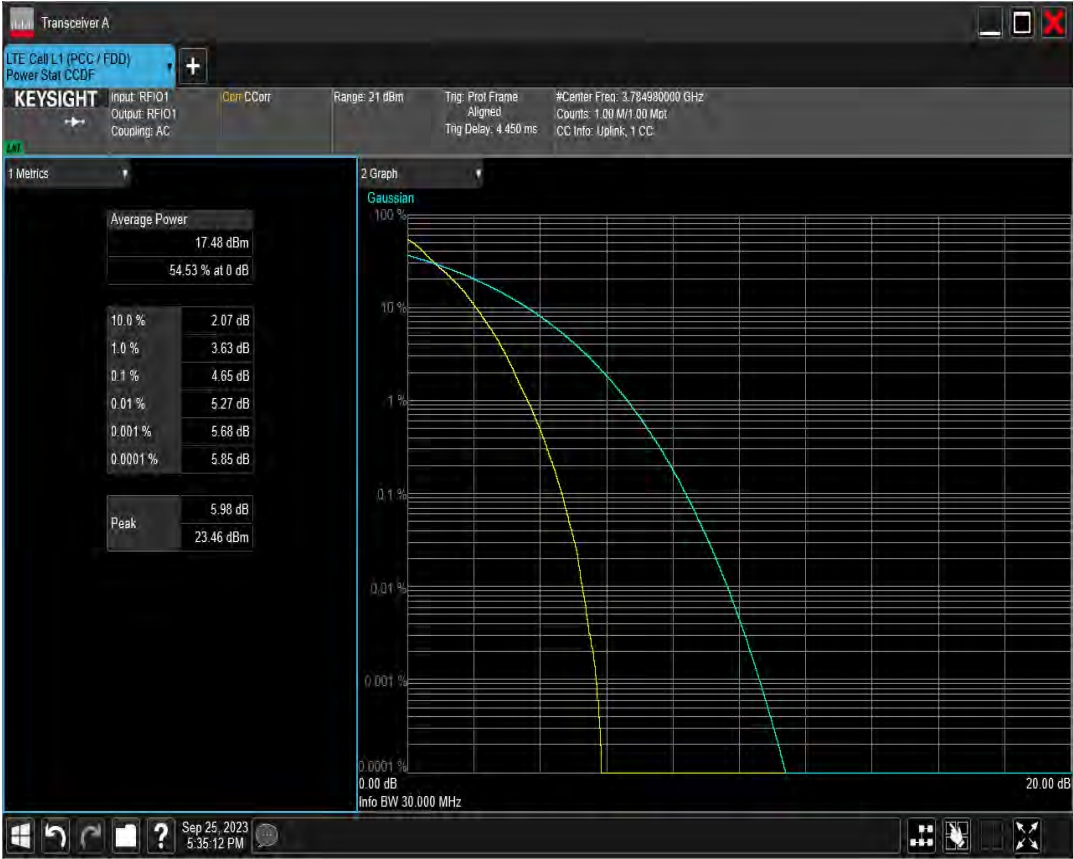 Transceiver A
LTE Cell L1 (PCC / FDD)
Power Stat CCDF
+
KEYSIGHT
Input: RFIO1
Output: RFIO1
Coupling: AC
Corr CCorr
Range: 21 dBm
Trig: Prot Frame
Aligned
Trig Delay: 4.450 ms
#Center Freq: 3.784980000 GHz
Counts: 1.00 M/1.00 Mpt
CC Info: Uplink, 1 CC
1 Metrics
Average Power
17.48 dBm
54.53 % at 0 dB
10.0 % 2.07 dB
1.0 % 3.63 dB
0.1 % 4.65 dB
0.01 % 5.27 dB
0.001 % 5.68 dB
0.0001 % 5.85 dB
Peak
5.98 dB
23.46 dBm
2 Graph
Gaussian
100 %
10 %
1 %
0.1 %
0.01 %
0.001 %
0.0001 %
0.00 dB
20.00 dB
Info BW 30.000 MHz
?
Sep 25, 2023
5:35:12 PM